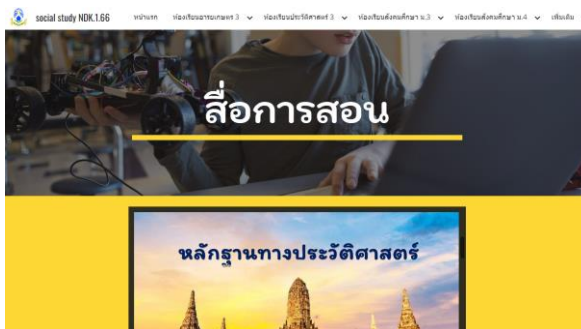 social study NDK.1.66
หน้าแรก
ห้องเรียนอารยเกษตร 3
ห้องเรียนประวัติศาสตร์ 3
ห้องเรียนสังคมศึกษา ม.3
ห้องเรียนสังคมศึกษา ม.4
เพิ่มเติม
สื่อการสอน
หลักฐานทางประวัติศาสตร์